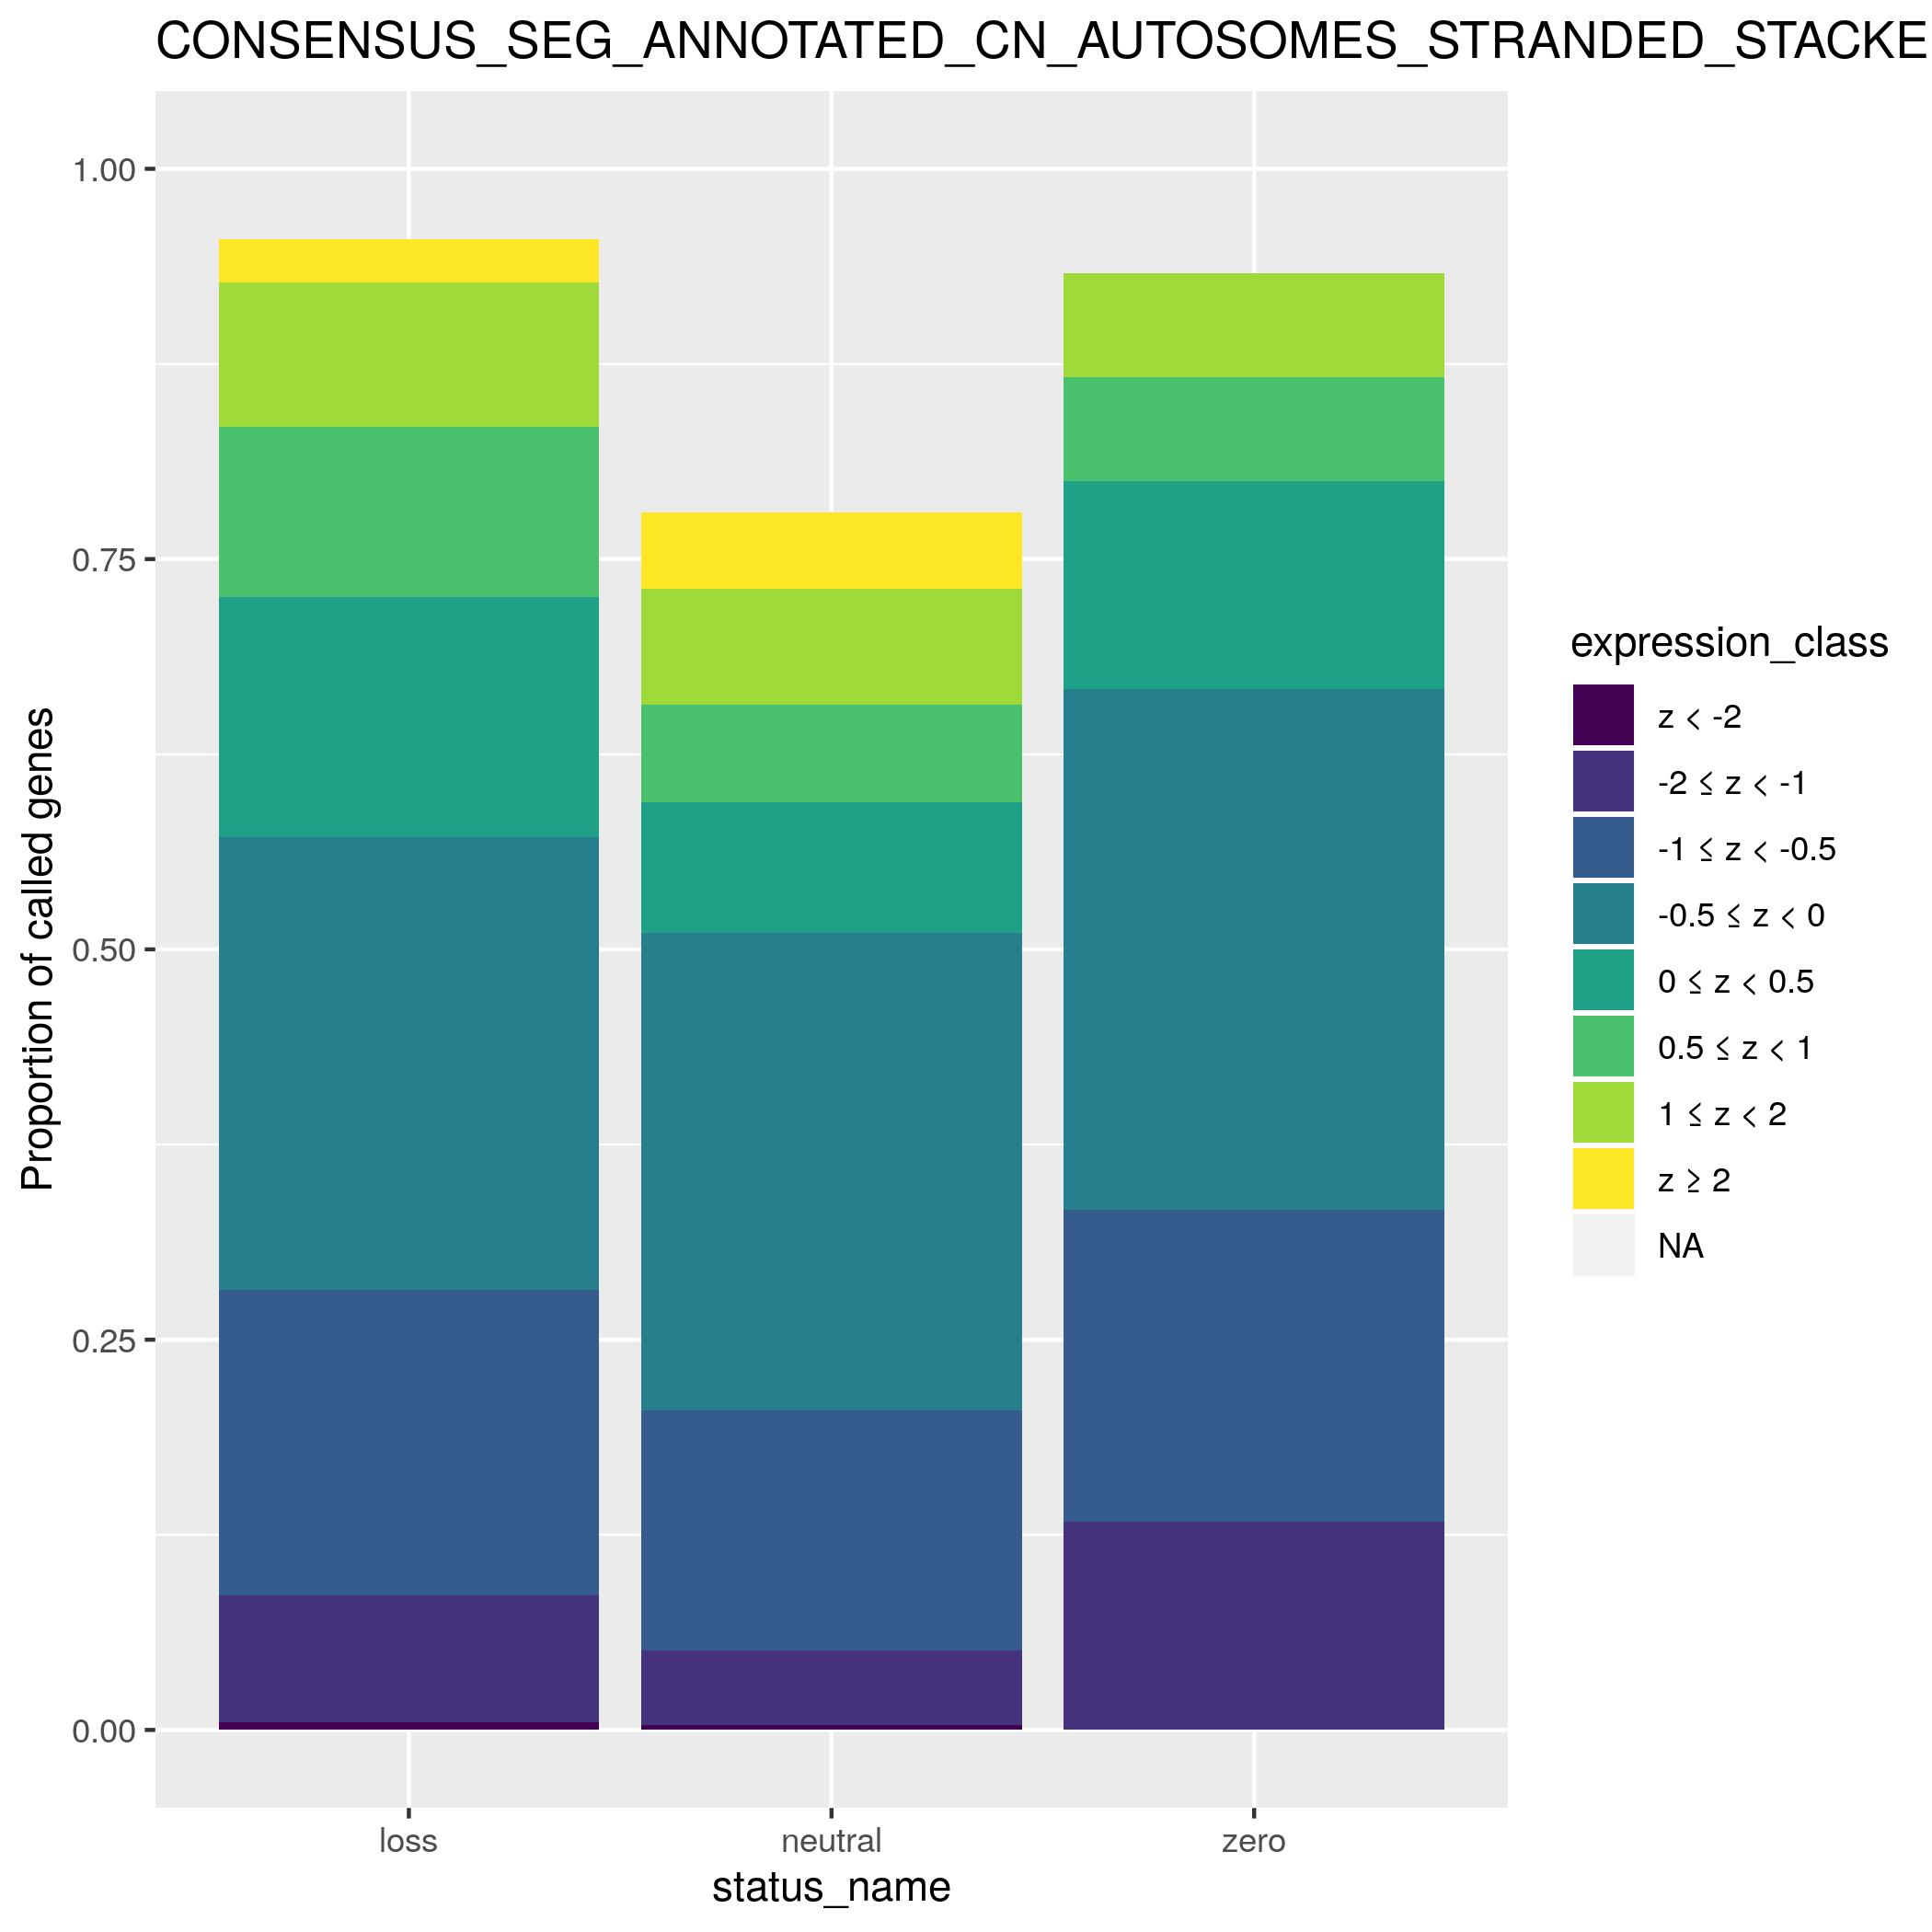 CONSENSUS_SEG_ANNOTATED_CN_AUTOSOMES_STRANDED_STACKE
1.00
0.75
0.50
0.25
0.00
Proportion of called genes
loss
neutral
zero
status_name
expression_class
z < -2
-2 ≤ z < -1
-1 ≤ z < -0.5
-0.5 ≤ z < 0
0 ≤ z < 0.5
0.5 ≤ z < 1
1 ≤ z < 2
z ≥ 2
NA